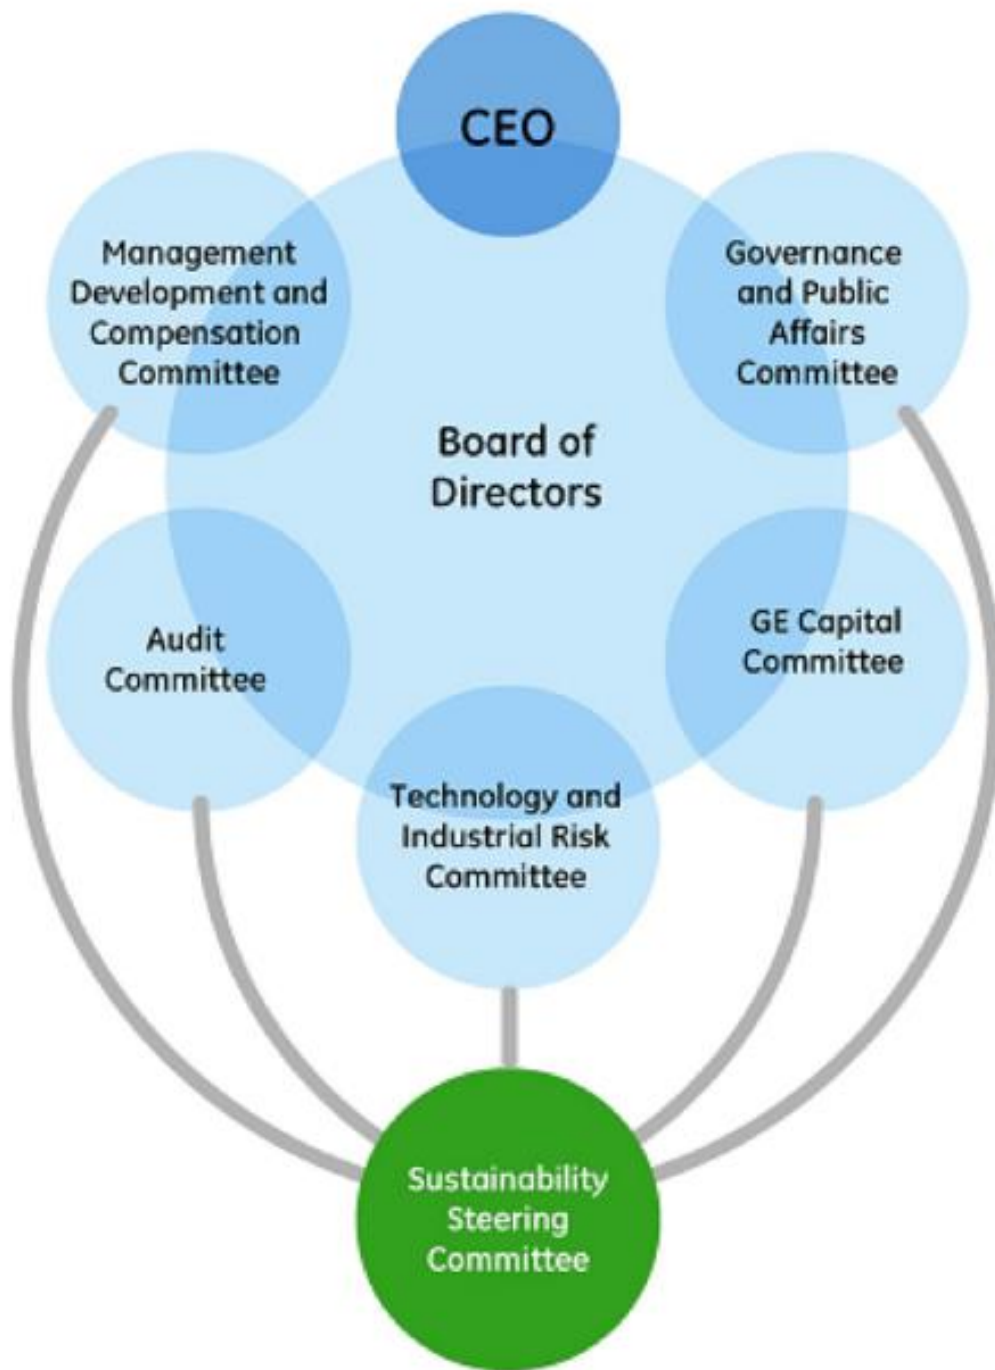 CEO
Management
Development and
Compensation
Committee
Governance
and Public
Affairs
Committee
Board of
Directors
Audit
Committee
GE Capital
Committee
Technology and
Industrial Risk
Committee
Sustainability
Steering
Committee